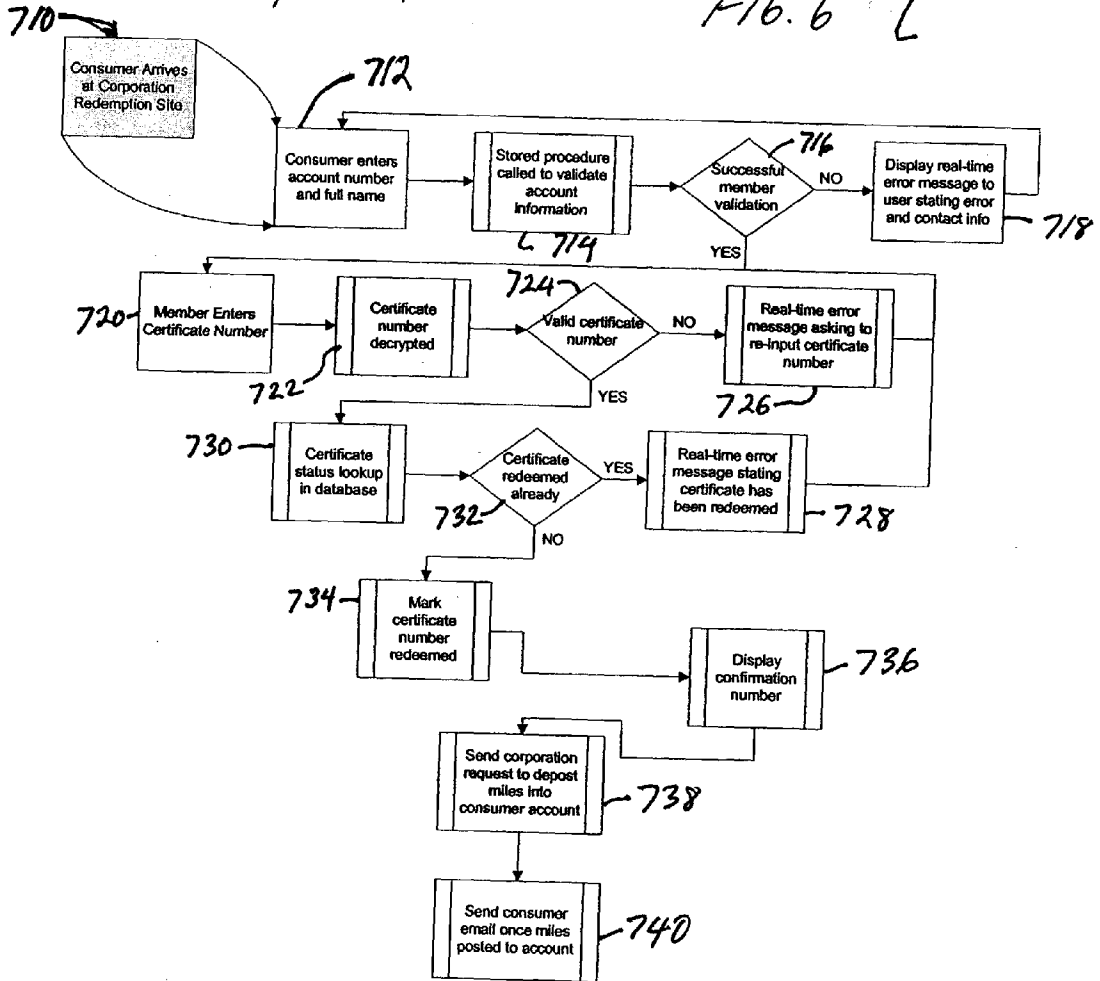 FIG. 6
710
Consumer Arrives
at Corporation
Redemption Site
712
Consumer enters
account number
and full name
Stored procedure
called to validate
account
information
714
716
Successful
member
validation
NO
YES
Display real-time
error message to
user stating error
and contact info
718
720
Member Enters
Certificate Number
Certificate
number
decrypted
722
724
Valid certificate
number
NO
YES
Real-time error
message asking to
re-input certificate
number
726
730
Certificate
status lookup
in database
Certificate
redeemed
already
732
YES
NO
Real-time error
message stating
certificate has
been redeemed
728
734
Mark
certificate
number
redeemed
Display
confirmation
number
736
Send corporation
request to depost
miles into
consumer account
738
Send consumer
email once miles
posted to account
740